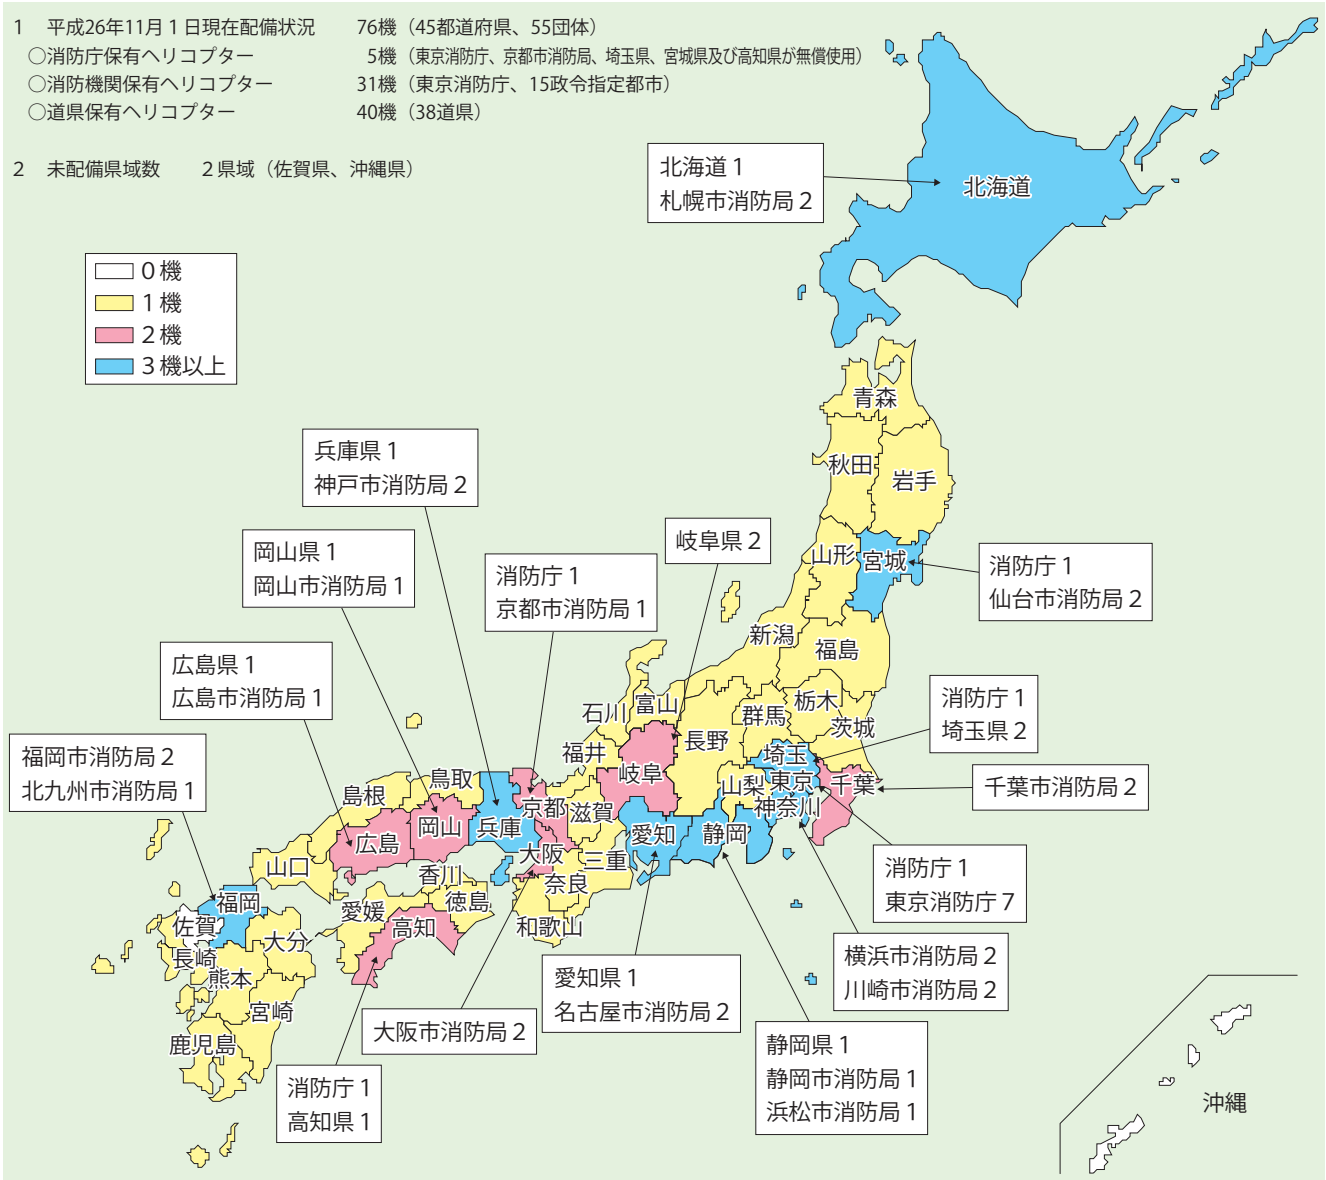 1　平成26年11月１日現在配備状況　76機（45都道府県、55団体）
○消防庁保有ヘリコプター　5機（東京消防庁、京都市消防局、埼玉県、宮城県及び高知県が無償使用）
○消防機関保有ヘリコプター　31機（東京消防庁、15政令指定都市）
○道県保有ヘリコプター　40機（38道県）
2　未配備県域数　２県域（佐賀県、沖縄県）
０機
１機
２機
３機以上
北海道１
札幌市消防局２
北海道
青森
秋田
岩手
山形
宮城
新潟
福島
兵庫県１
神戸市消防局２
岡山県１
岡山市消防局１
消防庁１
京都市消防局１
岐阜県２
消防庁１
仙台市消防局２
広島県１
広島市消防局１
消防庁１
埼玉県２
福岡市消防局２
北九州市消防局１
千葉市消防局２
石川
富山
福井
岐阜
長野
群馬
栃木
茨城
埼玉
山梨
東京
神奈川
千葉
島根
鳥取
広島
岡山
兵庫
京都
滋賀
愛知
静岡
山口
香川
大阪
奈良
三重
和歌山
愛媛
徳島
高知
福岡
佐賀
長崎
大分
熊本
宮崎
鹿児島
消防庁１
東京消防庁７
横浜市消防局２
川崎市消防局２
愛知県１
名古屋市消防局２
大阪市消防局２
静岡県１
静岡市消防局１
浜松市消防局１
消防庁１
高知県１
沖縄